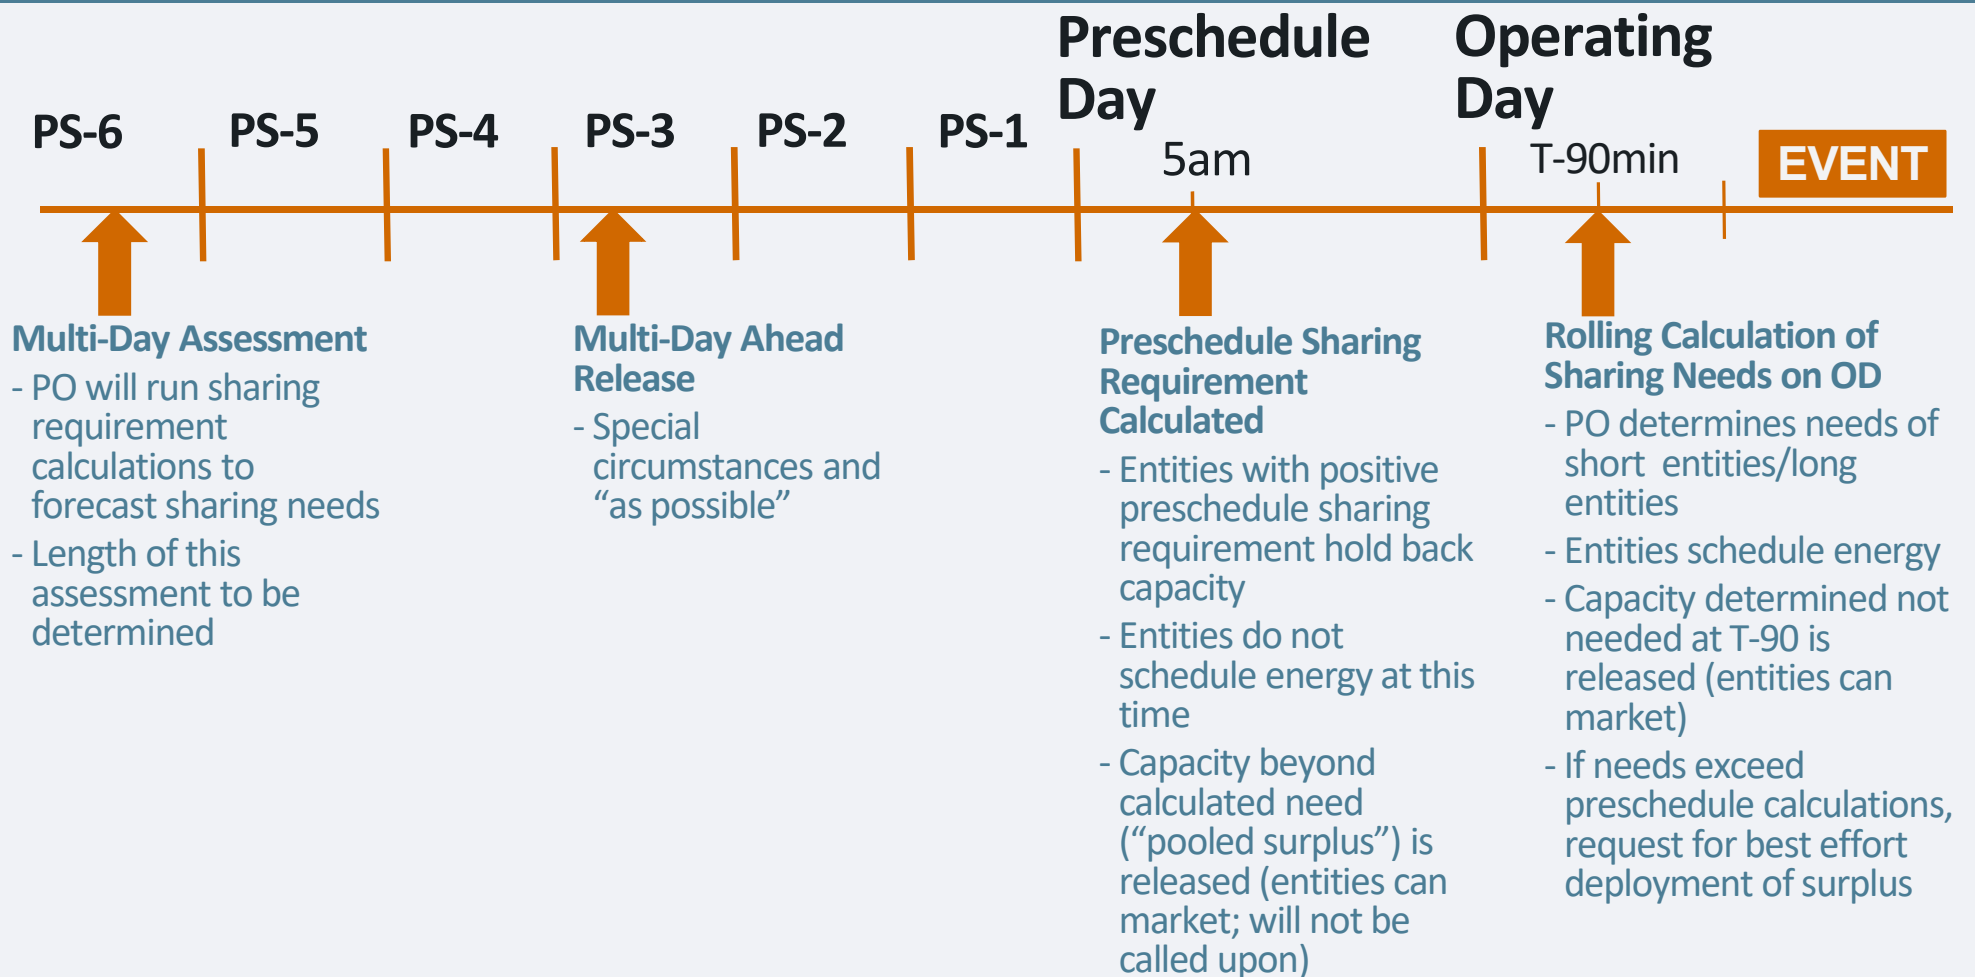 PS-6
PS-5
PS-4
PS-3
PS-2
PS-1
Preschedule
Day
5am
Operating
Day
T-90min
EVENT
Multi-Day Assessment
- PO will run sharing
requirement
calculations to
forecast sharing needs
- Length of this
assessment to be
determined
Multi-Day Ahead
Release
- Special
circumstances and
“as possible”
Preschedule Sharing
Requirement
Calculated
- Entities with positive
preschedule sharing
requirement hold back
capacity
- Entities do not
schedule energy at this
time
- Capacity beyond
calculated need
(“pooled surplus”) is
released (entities can
market; will not be
called upon)
Rolling Calculation of
Sharing Needs on OD
- PO determines needs of
short entities/long
entities
- Entities schedule energy
- Capacity determined not
needed at T-90 is
released (entities can
market)
- If needs exceed
preschedule calculations,
request for best effort
deployment of surplus